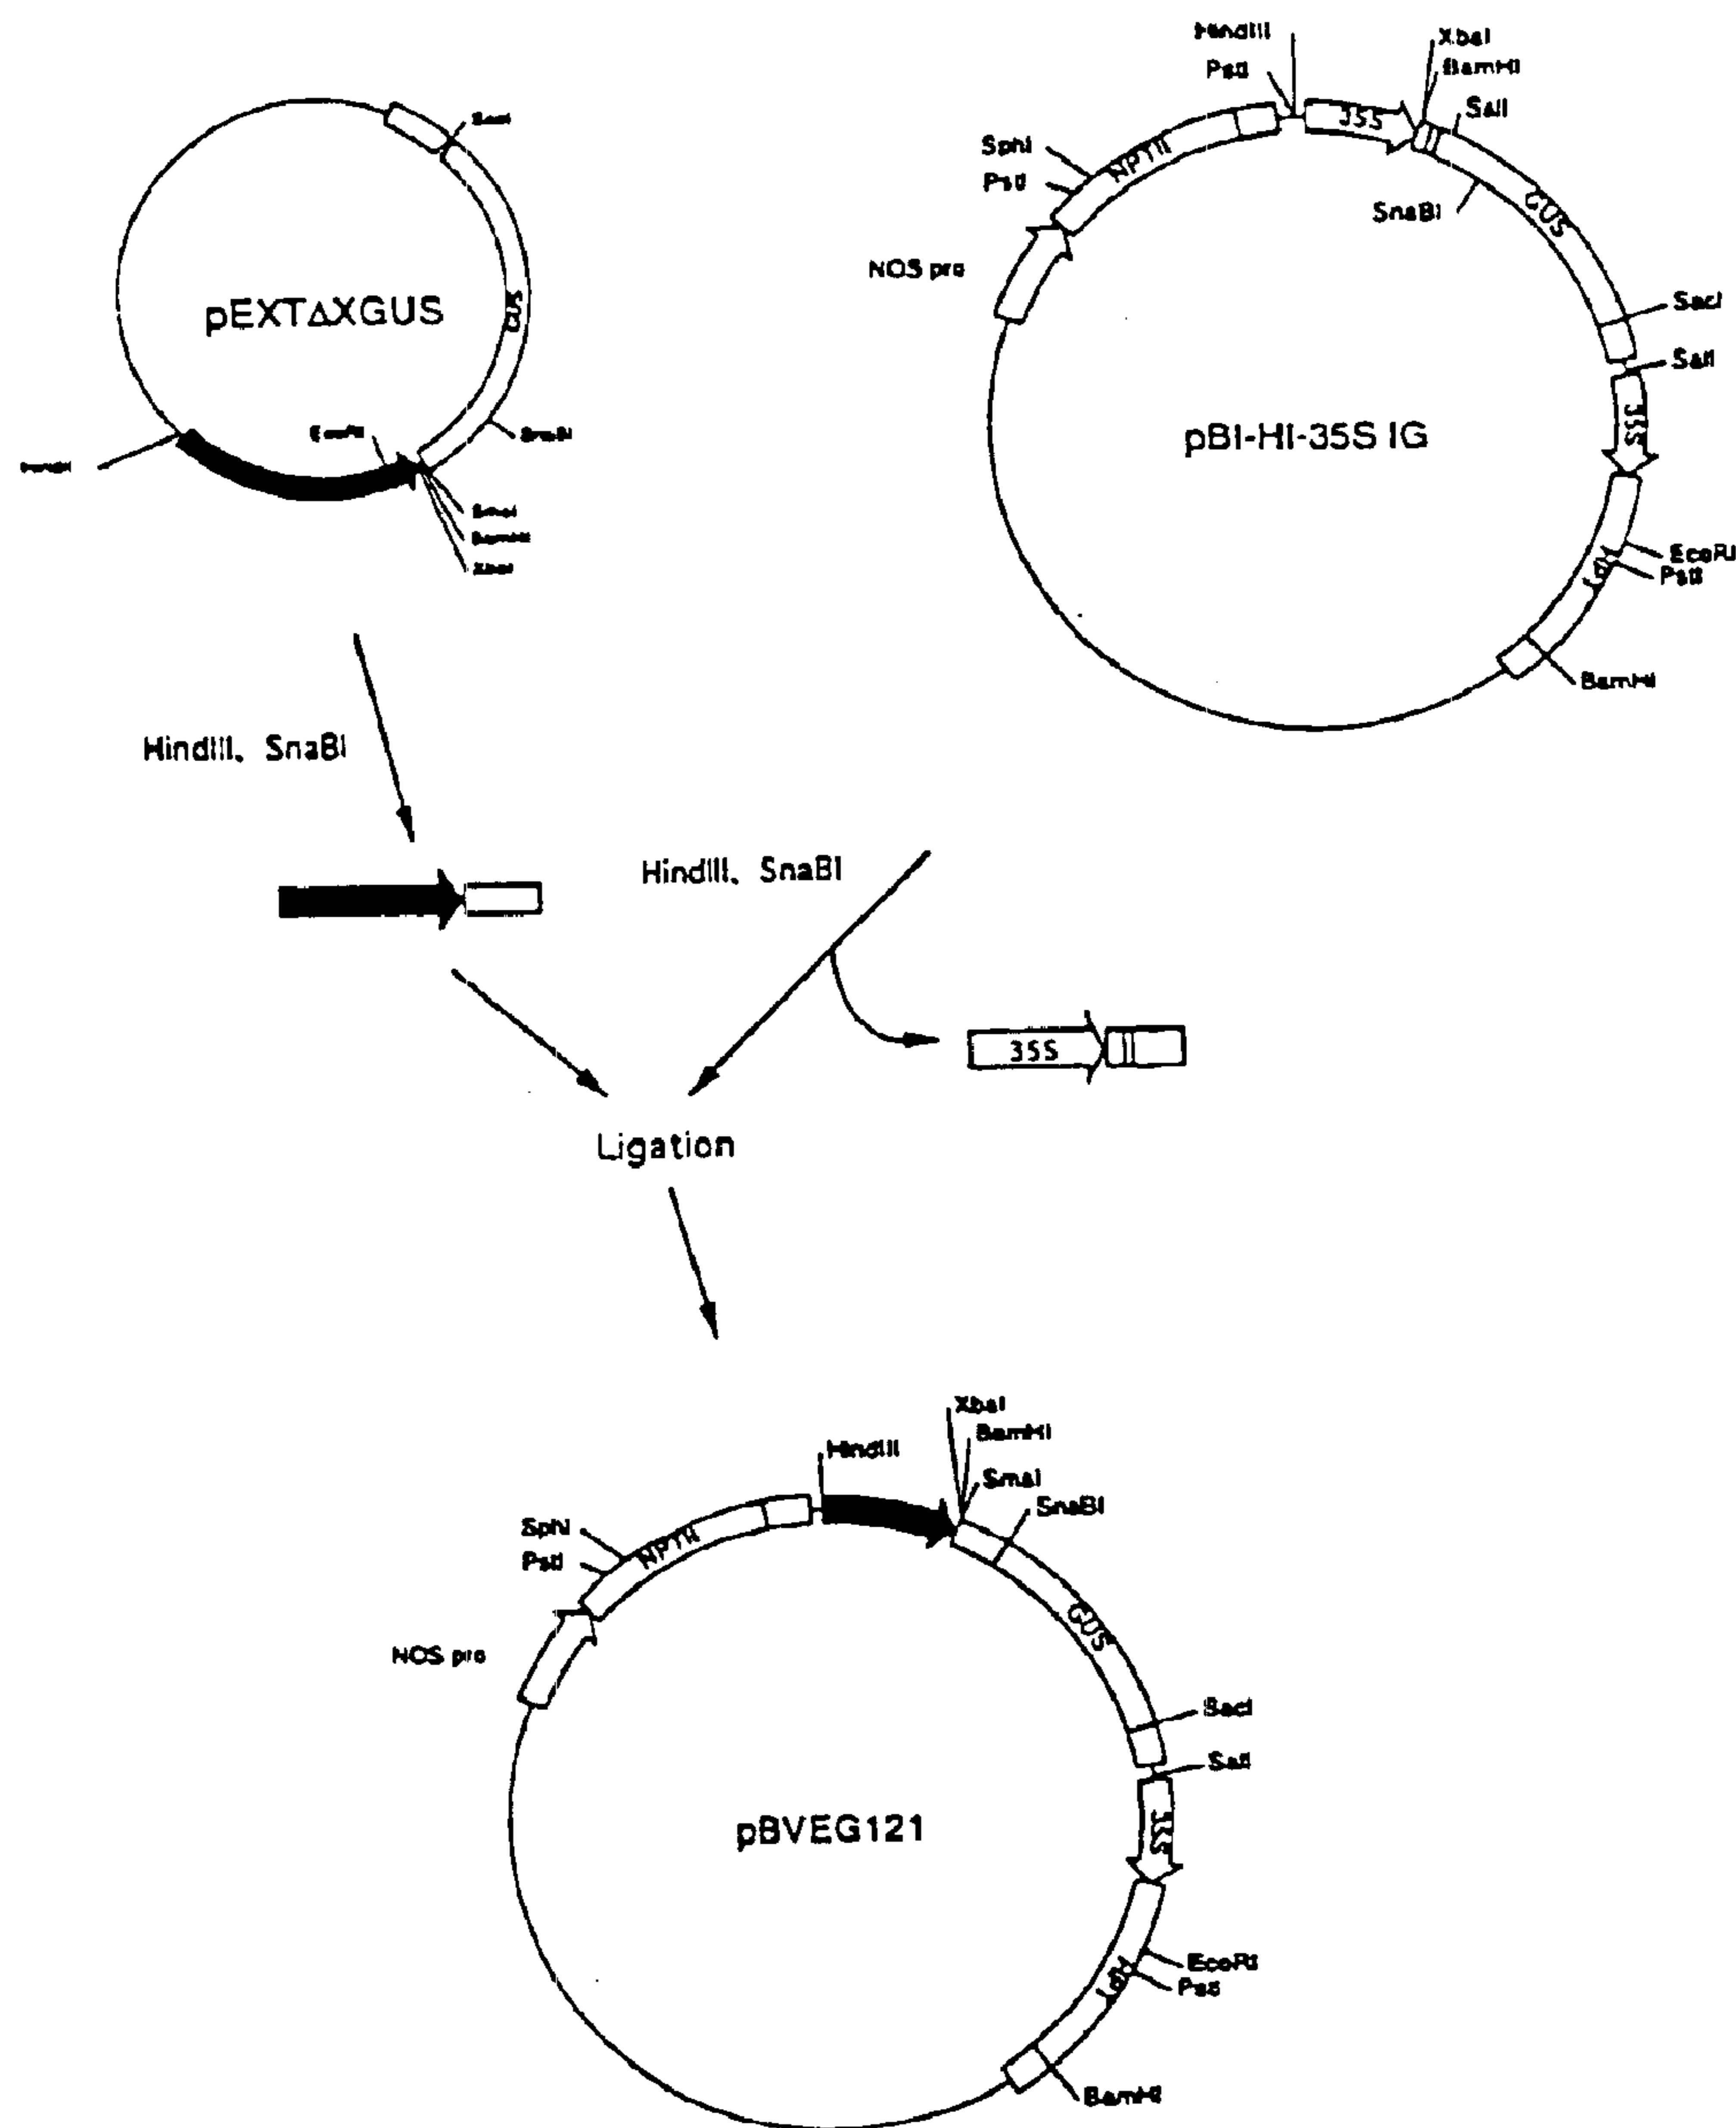 HindIII
PstI
XbaI
BamHI
SalI
35S
SphI
PstI
NPTII
SnaBI
GUS
NOS pro
SacI
SalI
35S
pBI-HI-35S IG
EcoRI
PstI
BamHI
SacI
GUS
pEXTΔXGUS
EcoRI
SnaBI
SmaI
BamHI
XbaI
HindIII, SnaBI
HindIII, SnaBI
35S
Ligation
XbaI
BamHI
HindIII
SmaI
SnaBI
SphI
PstI
NPTII
GUS
NOS pro
SacI
SalI
35S
pBVEG121
EcoRI
PstI
BamHI